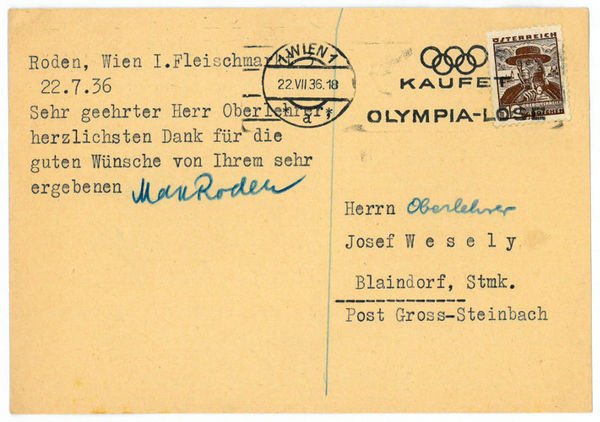 Roden, Wien I.Fleischma
22.7.36
Sehr geehrter Herr Oberlehrer,
herzlichsten Dank für die
guten Wünsche von Ihrem sehr
ergebenen Max Roden
1 WIEN 1
22.VII.36.18
KAUFET
OLYMPIA-LOSE
ÖSTERREICH
Herrn Oberlehrer
Josef Wesely
Blaindorf, Stmk.
Post Gross-Steinbach